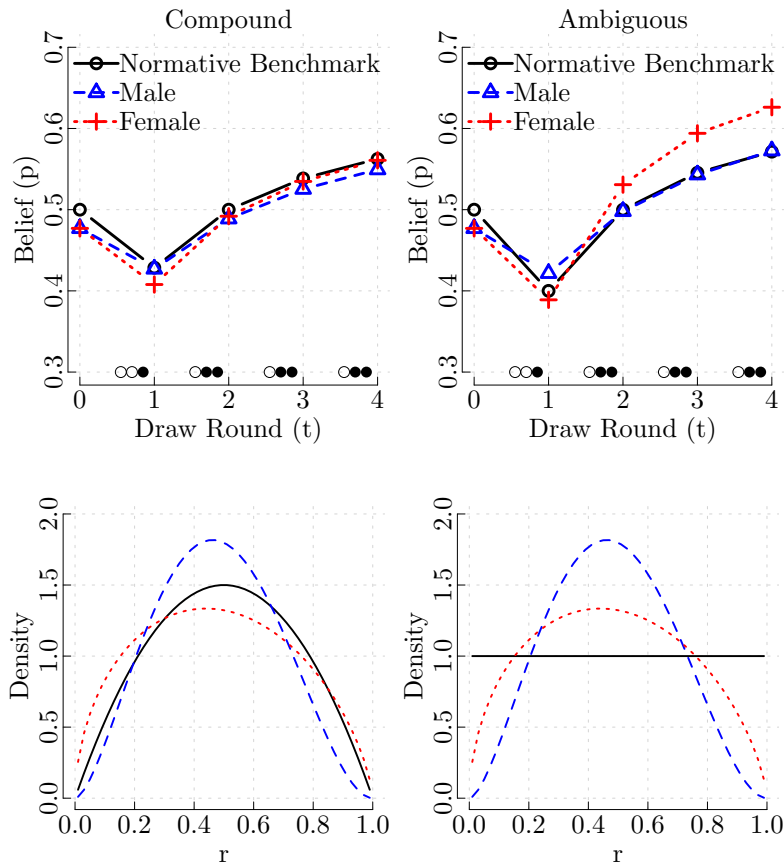 Compound
Normative Benchmark
Male
Female
Belief (p)
0.7
0.6
0.5
0.4
0.3
0 1 2 3 4
Draw Round (t)
Ambiguous
Normative Benchmark
Male
Female
Belief (p)
0.7
0.6
0.5
0.4
0.3
0 1 2 3 4
Draw Round (t)
Density
2.0
1.5
1.0
0.5
0.0
0.0 0.2 0.4 0.6 0.8 1.0
r
Density
2.0
1.5
1.0
0.5
0.0
0.0 0.2 0.4 0.6 0.8 1.0
r